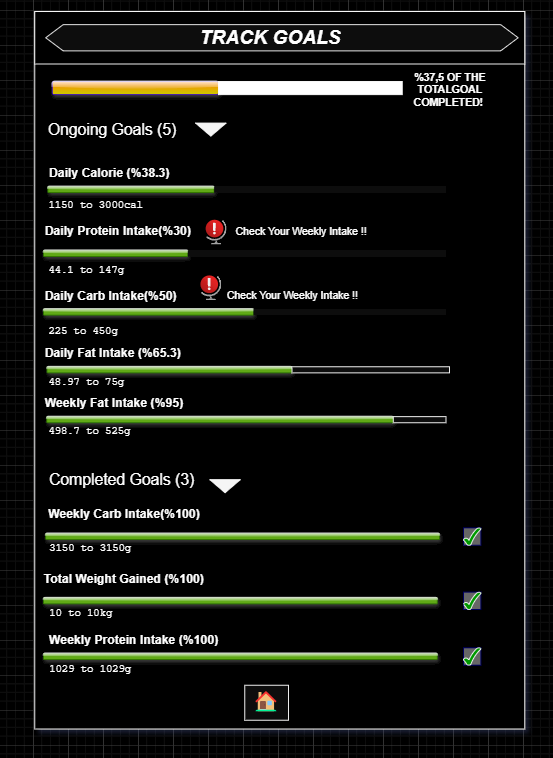 TRACK GOALS
%37,5 OF THE
TOTALGOAL
COMPLETED!
Ongoing Goals (5)
Daily Calorie (%38.3)
1150 to 3000cal
Daily Protein Intake(%30)
Check Your Weekly Intake !!
44.1 to 147g
Daily Carb Intake(%50)
Check Your Weekly Intake !!
225 to 450g
Daily Fat Intake (%65.3)
48.97 to 75g
Weekly Fat Intake (%95)
498.7 to 525g
Completed Goals (3)
Weekly Carb Intake(%100)
3150 to 3150g
Total Weight Gained (%100)
10 to 10kg
Weekly Protein Intake (%100)
1029 to 1029g